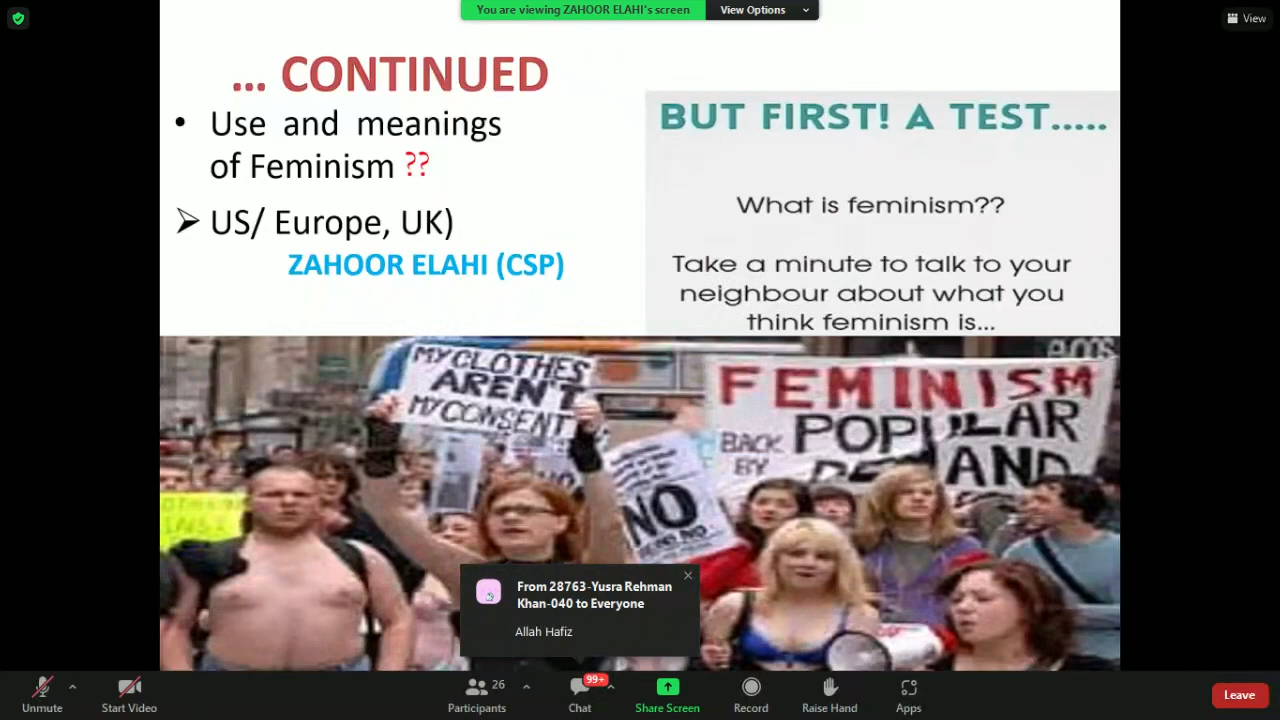 You are viewing ZAHOOR ELAHI's screen
View Options
View
... CONTINUED
• Use and meanings
of Feminism ??
➢ US/ Europe, UK)
ZAHOOR ELAHI (CSP)
BUT FIRST! A TEST.....
What is feminism??
Take a minute to talk to your
neighbour about what you
think feminism is...
MY CLOTHES
AREN'T
MY CONSENT
FEMINISM
BACK
BY
POPULAR
DEMAND
NO
From 28763-Yusra Rehman
Khan-040 to Everyone
Allah Hafiz
Unmute
Start Video
26
Participants
99+
Chat
Share Screen
Record
Raise Hand
Apps
Leave